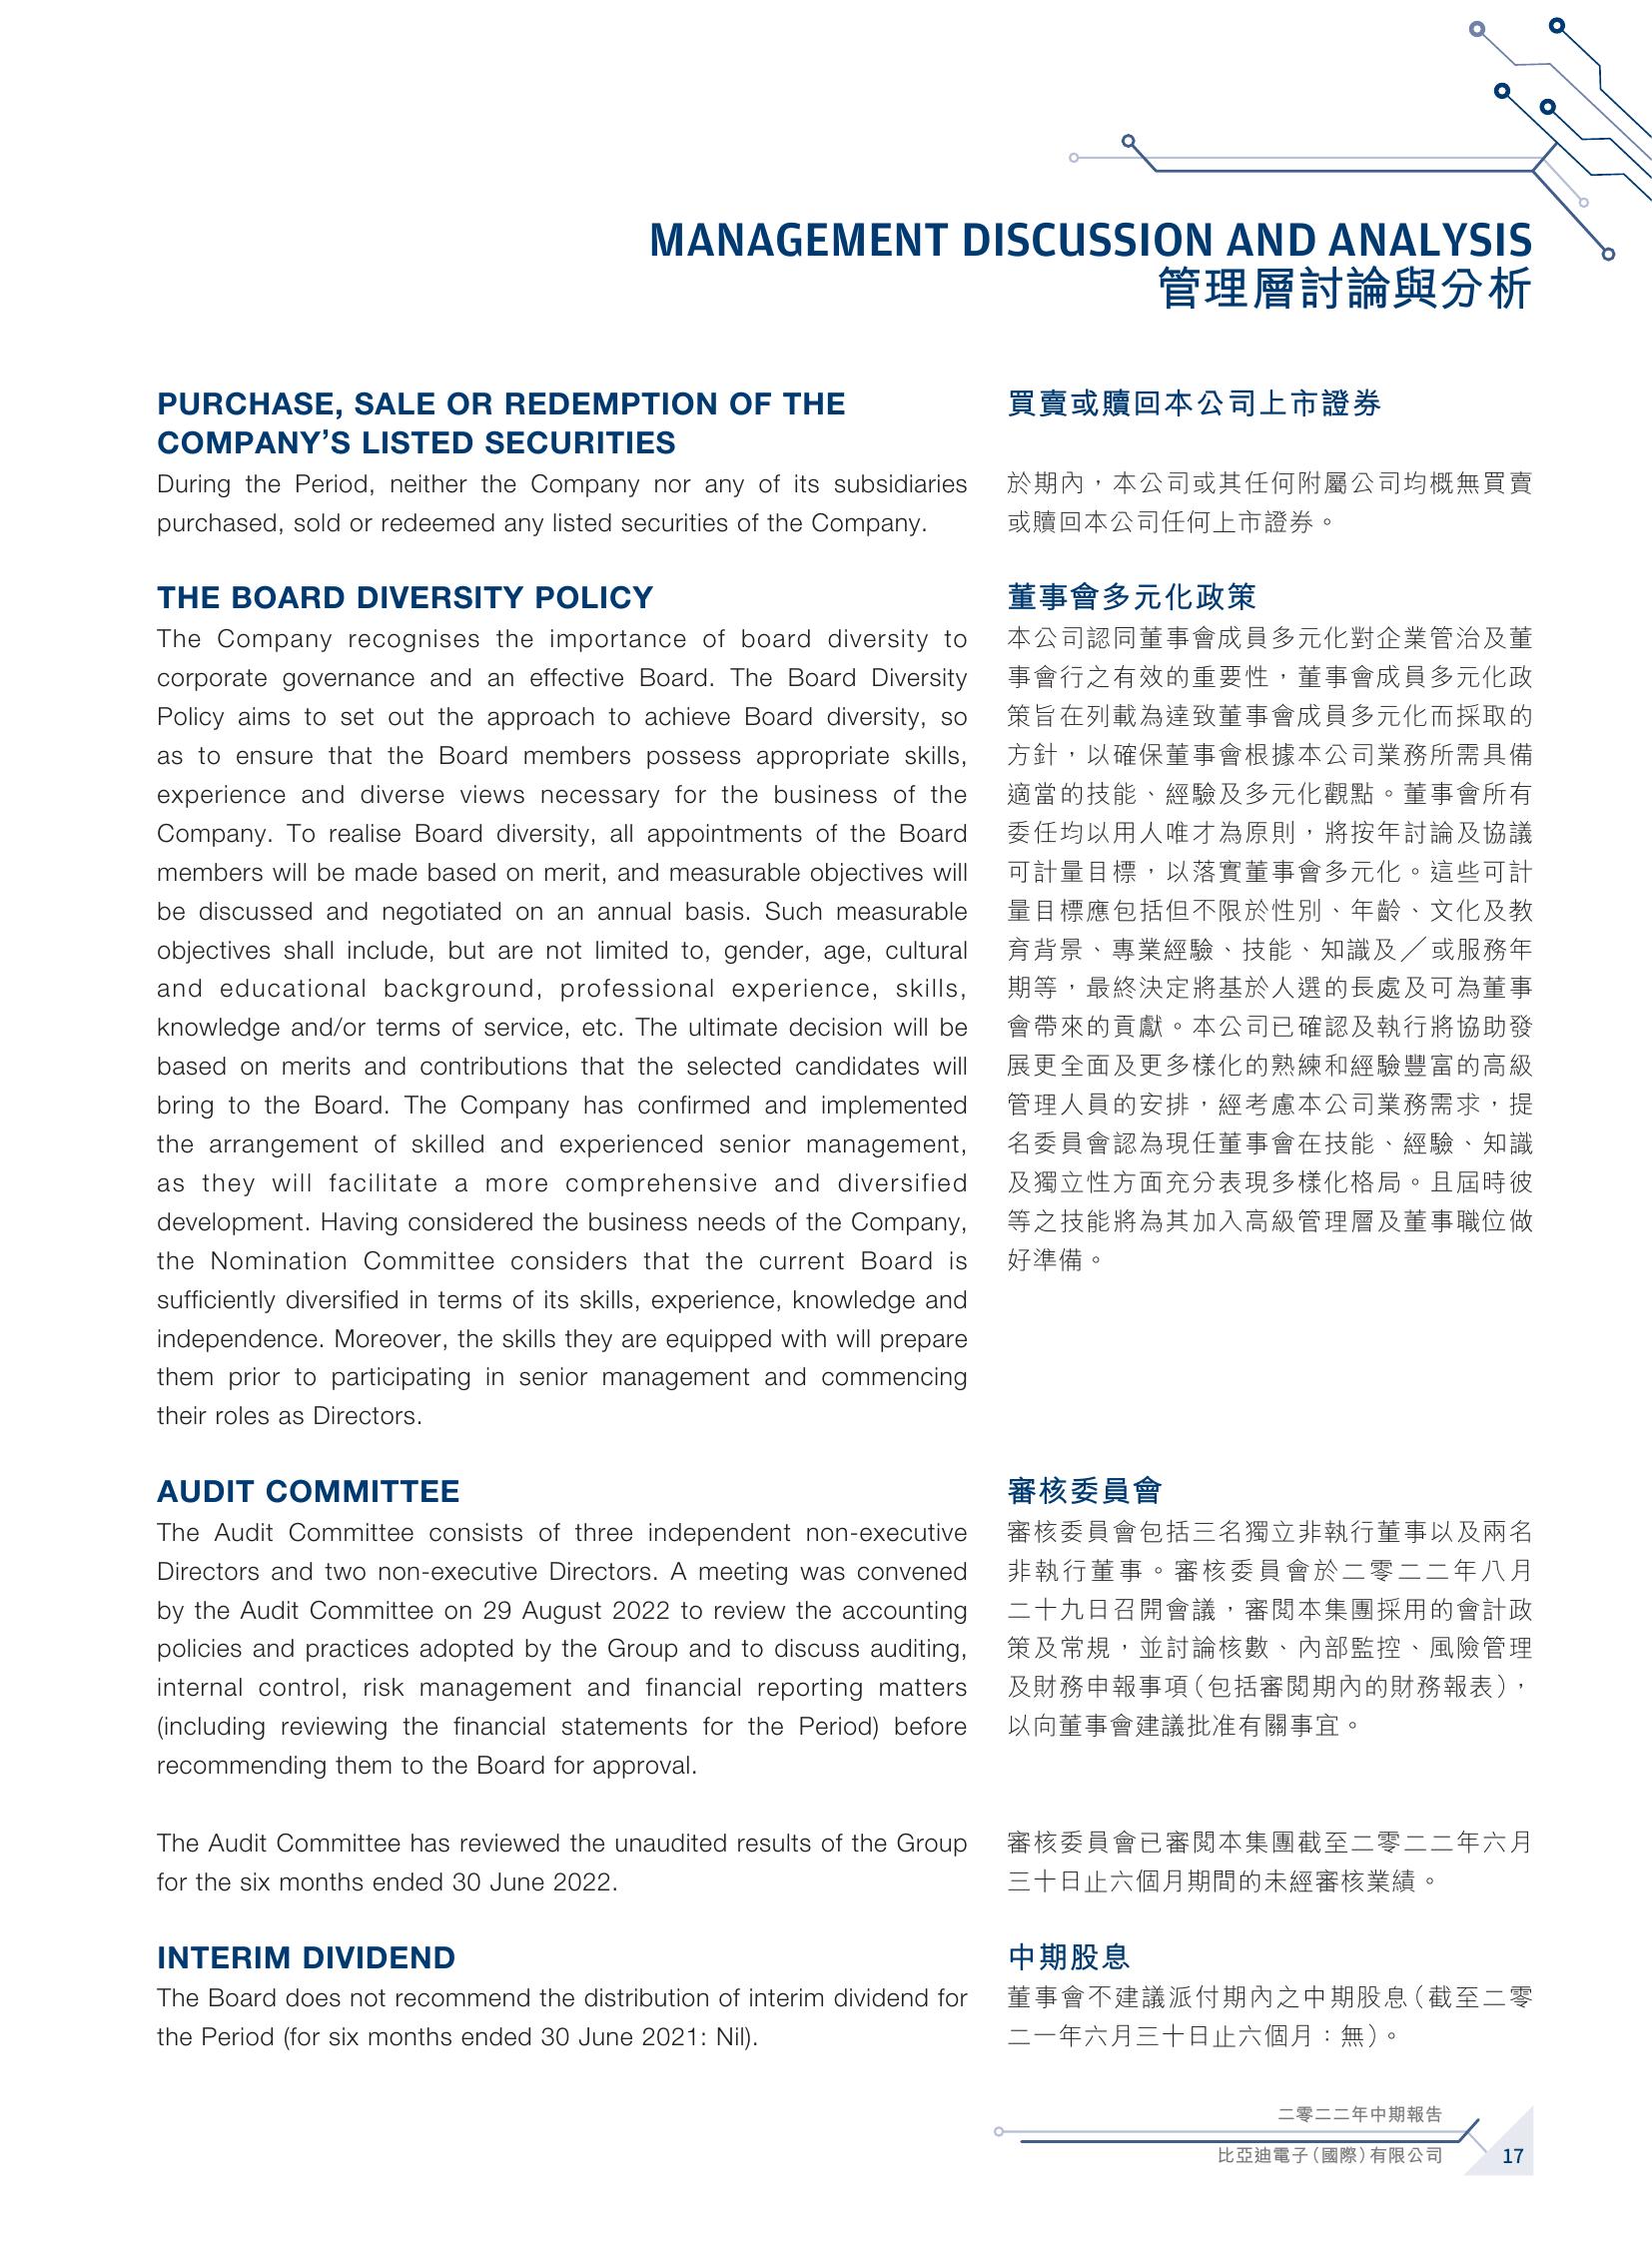 MANAGEMENT DISCUSSION AND ANALYSIS
管理層討論與分析
PURCHASE, SALE OR REDEMPTION OF THE
COMPANY’S LISTED SECURITIES
During the Period, neither the Company nor any of its subsidiaries
purchased, sold or redeemed any listed securities of the Company.
買賣或贖回本公司上市證券
於期內，本公司或其任何附屬公司均概無買賣
或贖回本公司任何上市證券。
THE BOARD DIVERSITY POLICY
The Company recognises the importance of board diversity to
corporate governance and an effective Board. The Board Diversity
Policy aims to set out the approach to achieve Board diversity, so
as to ensure that the Board members possess appropriate skills,
experience and diverse views necessary for the business of the
Company. To realise Board diversity, all appointments of the Board
members will be made based on merit, and measurable objectives will
be discussed and negotiated on an annual basis. Such measurable
objectives shall include, but are not limited to, gender, age, cultural
and educational background, professional experience, skills,
knowledge and/or terms of service, etc. The ultimate decision will be
based on merits and contributions that the selected candidates will
bring to the Board. The Company has confirmed and implemented
the arrangement of skilled and experienced senior management,
as they will facilitate a more comprehensive and diversified
development. Having considered the business needs of the Company,
the Nomination Committee considers that the current Board is
sufficiently diversified in terms of its skills, experience, knowledge and
independence. Moreover, the skills they are equipped with will prepare
them prior to participating in senior management and commencing
their roles as Directors.
董事會多元化政策
本公司認同董事會成員多元化對企業管治及董
事會行之有效的重要性，董事會成員多元化政
策旨在列載為達致董事會成員多元化而採取的
方針，以確保董事會根據本公司業務所需具備
適當的技能、經驗及多元化觀點。董事會所有
委任均以用人唯才為原則，將按年討論及協議
可計量目標，以落實董事會多元化。這些可計
量目標應包括但不限於性別、年齡、文化及教
育背景、專業經驗、技能、知識及╱或服務年
期等，最終決定將基於人選的長處及可為董事
會帶來的貢獻。本公司已確認及執行將協助發
展更全面及更多樣化的熟練和經驗豐富的高級
管理人員的安排，經考慮本公司業務需求，提
名委員會認為現任董事會在技能、經驗、知識
及獨立性方面充分表現多樣化格局。且屆時彼
等之技能將為其加入高級管理層及董事職位做
好準備。
AUDIT COMMITTEE
The Audit Committee consists of three independent non-executive
Directors and two non-executive Directors. A meeting was convened
by the Audit Committee on 29 August 2022 to review the accounting
policies and practices adopted by the Group and to discuss auditing,
internal control, risk management and financial reporting matters
(including reviewing the financial statements for the Period) before
recommending them to the Board for approval.
The Audit Committee has reviewed the unaudited results of the Group
for the six months ended 30 June 2022.
審核委員會
審核委員會包括三名獨立非執行董事以及兩名
非執行董事。審核委員會於二零二二年八月
二十九日召開會議，審閱本集團採用的會計政
策及常規，並討論核數、內部監控、風險管理
及財務申報事項（包括審閱期內的財務報表），
以向董事會建議批准有關事宜。
審核委員會已審閱本集團截至二零二二年六月
三十日止六個月期間的未經審核業績。
INTERIM DIVIDEND
The Board does not recommend the distribution of interim dividend for
the Period (for six months ended 30 June 2021: Nil).
中期股息
董事會不建議派付期內之中期股息（截至二零
二一年六月三十日止六個月：無）。
二零二二年中期報告
比亞迪電子（國際）有限公司
17